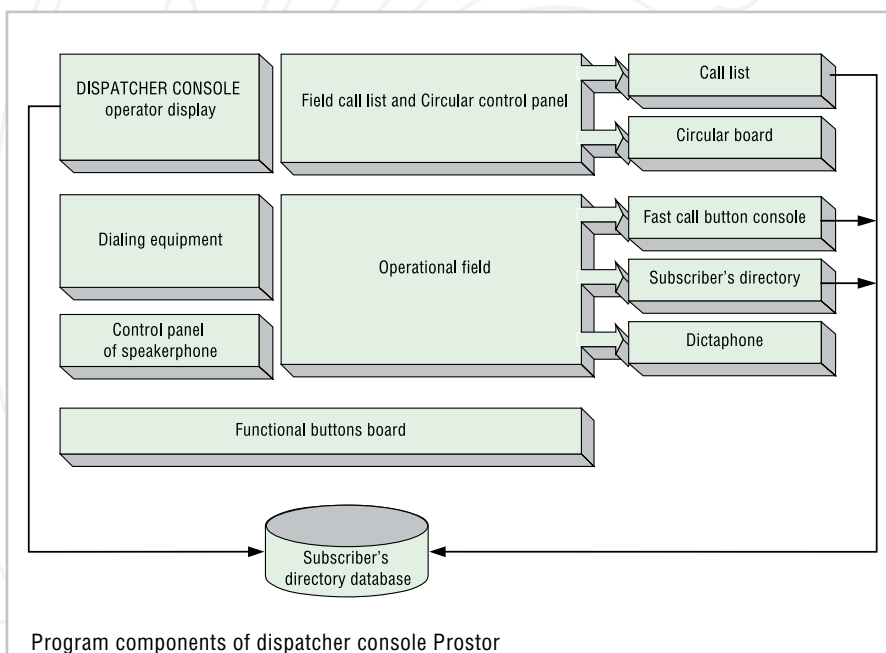 DISPATCHER CONSOLE
operator display
Field call list and Circular control panel
Call list
Circular board
Dialing equipment
Operational field
Fast call button console
Subscriber's directory
Control panel
of speakerphone
Dictaphone
Functional buttons board
Subscriber's
directory database
Program components of dispatcher console Prostor